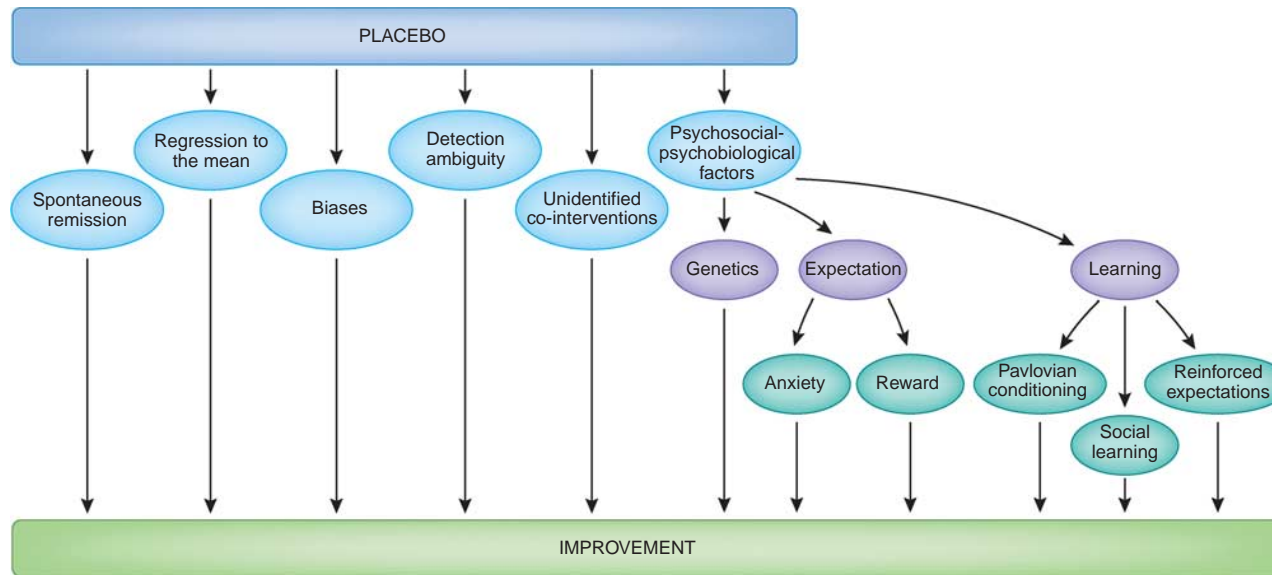 PLACEBO
Regression to
the mean
Detection
ambiguity
Psychosocial-
psychobiological
factors
Spontaneous
remission
Biases
Unidentified
co-interventions
Genetics
Expectation
Learning
Anxiety
Reward
Pavlovian
conditioning
Reinforced
expectations
Social
learning
IMPROVEMENT